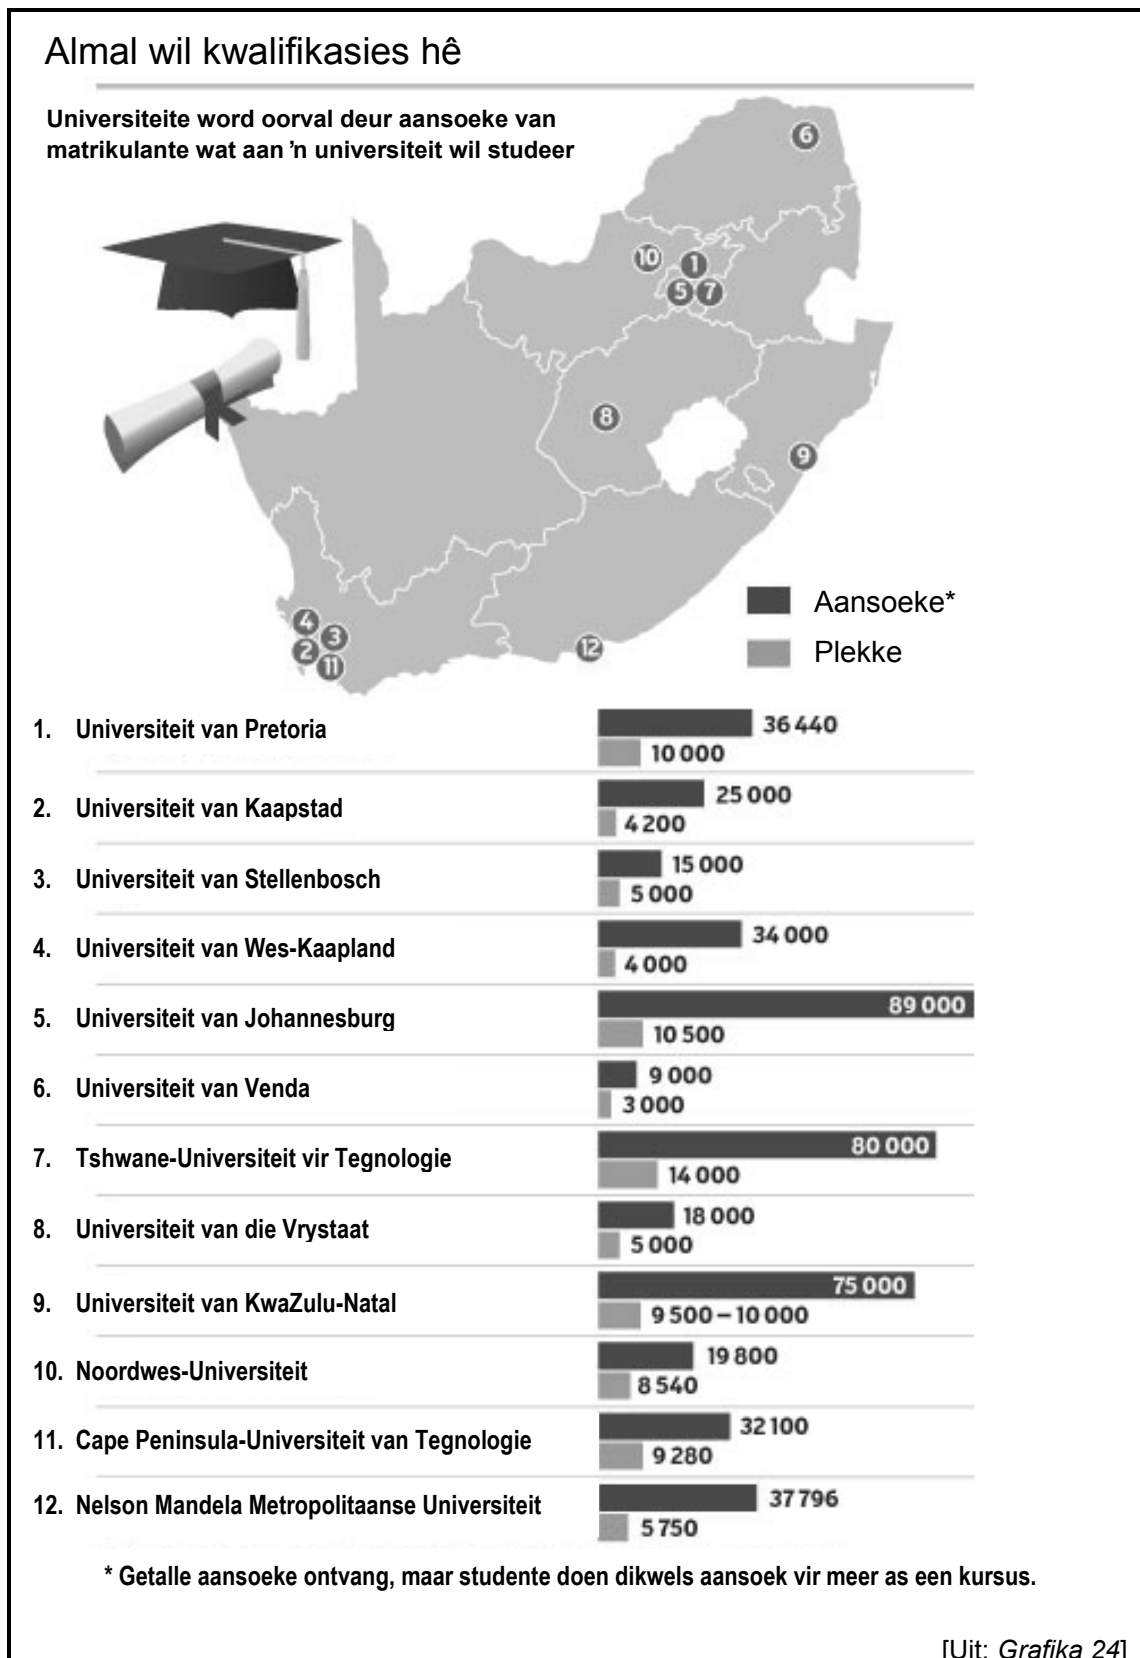 Almal wil kwalifikasies hê
Universiteite word oorval deur aansoeke van
matrikulante wat aan 'n universiteit wil studeer
6
10
1
5
7
8
9
4
3
2
11
12
Aansoeke*
Plekke
1. Universiteit van Pretoria
36 440
10 000
2. Universiteit van Kaapstad
25 000
4 200
3. Universiteit van Stellenbosch
15 000
5 000
4. Universiteit van Wes-Kaapland
34 000
4 000
5. Universiteit van Johannesburg
89 000
10 500
6. Universiteit van Venda
9 000
3 000
7. Tshwane-Universiteit vir Tegnologie
80 000
14 000
8. Universiteit van die Vrystaat
18 000
5 000
9. Universiteit van KwaZulu-Natal
75 000
9 500 – 10 000
10. Noordwes-Universiteit
19 800
8 540
11. Cape Peninsula-Universiteit van Tegnologie
32 100
9 280
12. Nelson Mandela Metropolitaanse Universiteit
37 796
5 750
* Getalle aansoeke ontvang, maar studente doen dikwels aansoek vir meer as een kursus.
[Uit: Grafika 24]